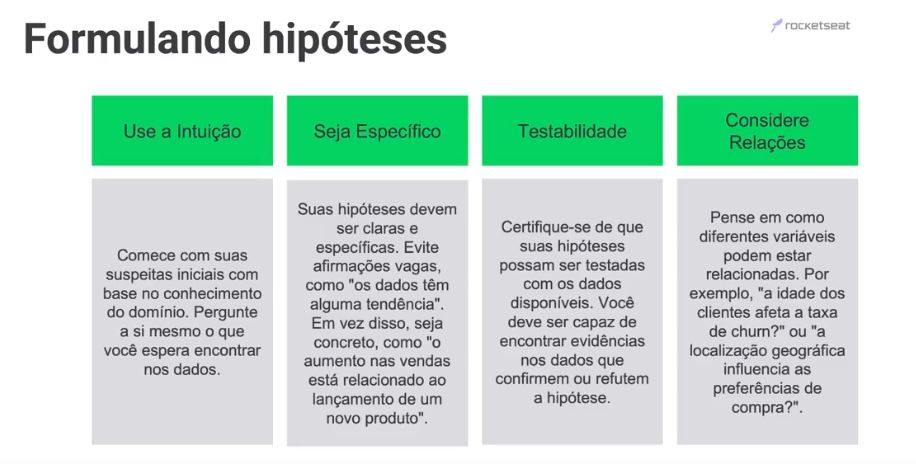 Formulando hipóteses
rocketseat
Use a Intuição
Comece com suas
suspeitas iniciais com
base no conhecimento
do domínio. Pergunte
a si mesmo o que
você espera encontrar
nos dados.
Seja Específico
Suas hipóteses devem
ser claras e
específicas. Evite
afirmações vagas,
como "os dados têm
alguma tendência".
Em vez disso, seja
concreto, como "o
aumento nas vendas
está relacionado ao
lançamento de um
novo produto".
Testabilidade
Certifique-se de que
suas hipóteses
possam ser testadas
com os dados
disponíveis. Você
deve ser capaz de
encontrar evidências
nos dados que
confirmem ou refutem
a hipótese.
Considere
Relações
Pense em como
diferentes variáveis
podem estar
relacionadas. Por
exemplo, "a idade dos
clientes afeta a taxa
de churn?" ou "a
localização geográfica
influencia as
preferências de
compra?".